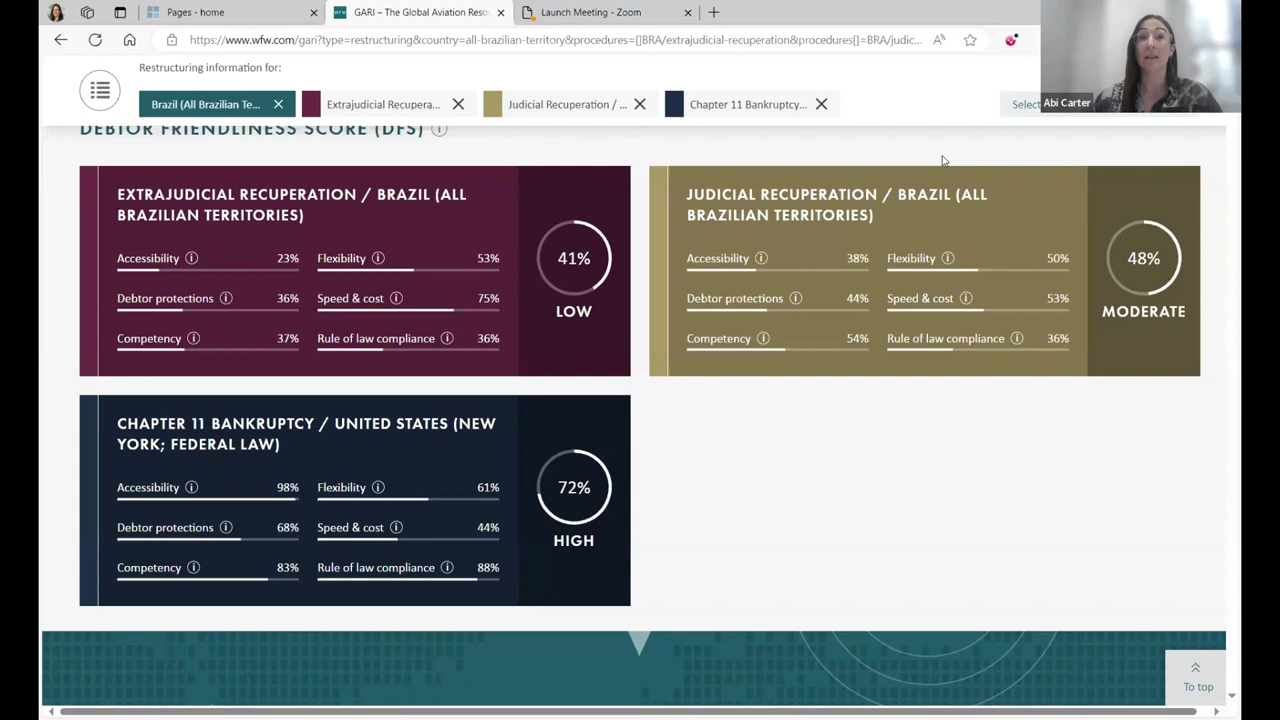 Pages - home
GARI – The Global Aviation Reso
Launch Meeting - Zoom
https://www.wfw.com/gari?type=restructuring&country=all-brazilian-territory&procedures=[]BRA/extrajudicial-recuperation&procedures[]=BRA/judic...
Restructuring information for:
Brazil (All Brazilian Te...
Extrajudicial Recupera...
Judicial Recuperation / ...
Chapter 11 Bankruptcy...
Select
Abi Carter
DEBTOR FRIENDLINESS SCORE (DFS)
EXTRAJUDICIAL RECUPERATION / BRAZIL (ALL
BRAZILIAN TERRITORIES)
Accessibility 23%
Flexibility 53%
Debtor protections 36%
Speed & cost 75%
Competency 37%
Rule of law compliance 36%
41%
LOW
JUDICIAL RECUPERATION / BRAZIL (ALL
BRAZILIAN TERRITORIES)
Accessibility 38%
Flexibility 50%
Debtor protections 44%
Speed & cost 53%
Competency 54%
Rule of law compliance 36%
48%
MODERATE
CHAPTER 11 BANKRUPTCY / UNITED STATES (NEW
YORK; FEDERAL LAW)
Accessibility 98%
Flexibility 61%
Debtor protections 68%
Speed & cost 44%
Competency 83%
Rule of law compliance 88%
72%
HIGH
To top